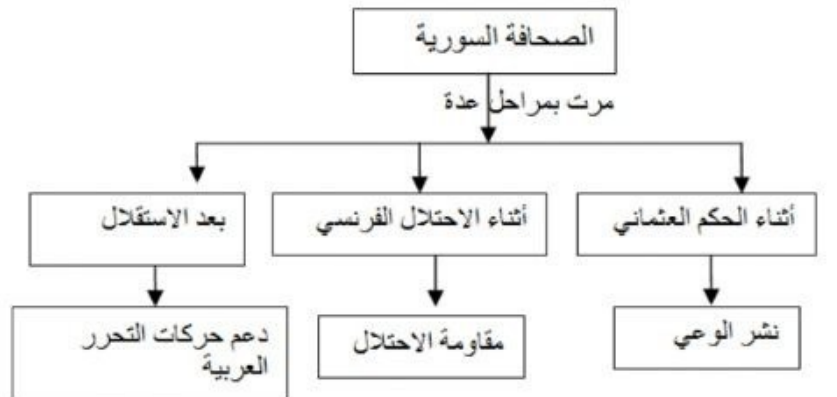 الصحافة السورية
مرت بمراحل عدة
أثناء الحكم العثماني
أثناء الاحتلال الفرنسي
بعد الاستقلال
نشر الوعي
مقاومة الاحتلال
دعم حركات التحرر
العربية